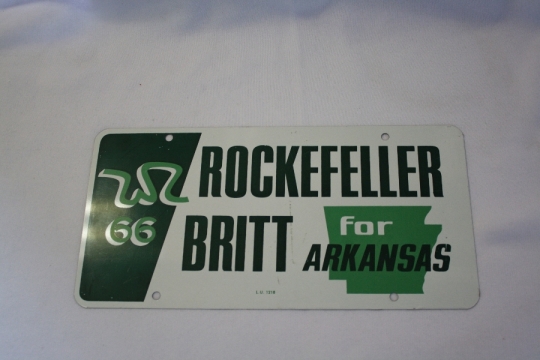 ROCKEFELLER
BRITT for
ARKANSAS
66